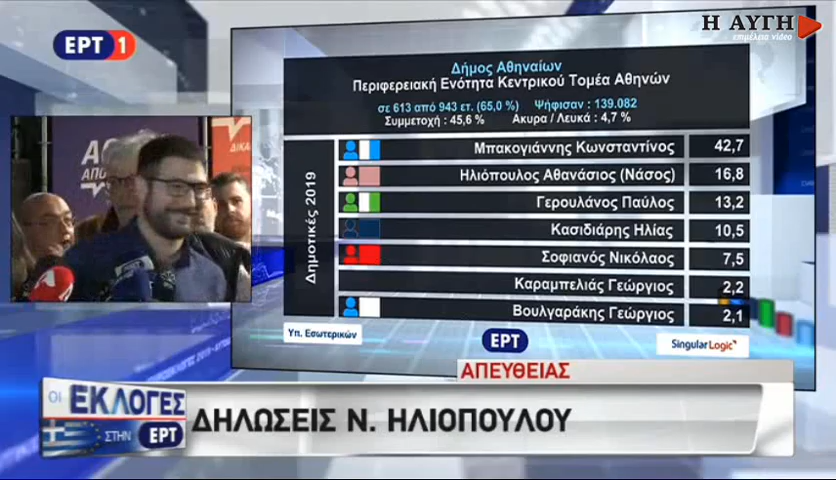 ΕΡΤ 1
Η ΑΥΓΗ
επιμέλεια video
Δήμος Αθηναίων
Περιφερειακή Ενότητα Κεντρικού Τομέα Αθηνών
σε 613 από 943 ετ. (65,0 %) Ψήφισαν : 139.082
Συμμετοχή : 45,6 % Ακυρα / Λευκά : 4,7 %
Δημοτικές 2019
Μπακογιάννης Κωνσταντίνος 42,7
Ηλιόπουλος Αθανάσιος (Νάσος) 16,8
Γερουλάνος Παύλος 13,2
Κασιδιάρης Ηλίας 10,5
Σοφιανός Νικόλαος 7,5
Καραμπελιάς Γεώργιος 2,2
Βουλγαράκης Γεώργιος 2,1
Υπ. Εσωτερικών
ΕΡΤ
SingularLogic
ΑΠΕΥΘΕΙΑΣ
ΟΙ ΕΚΛΟΓΕΣ
ΣΤΗΝ ΕΡΤ
ΔΗΛΩΣΕΙΣ Ν. ΗΛΙΟΠΟΥΛΟΥ